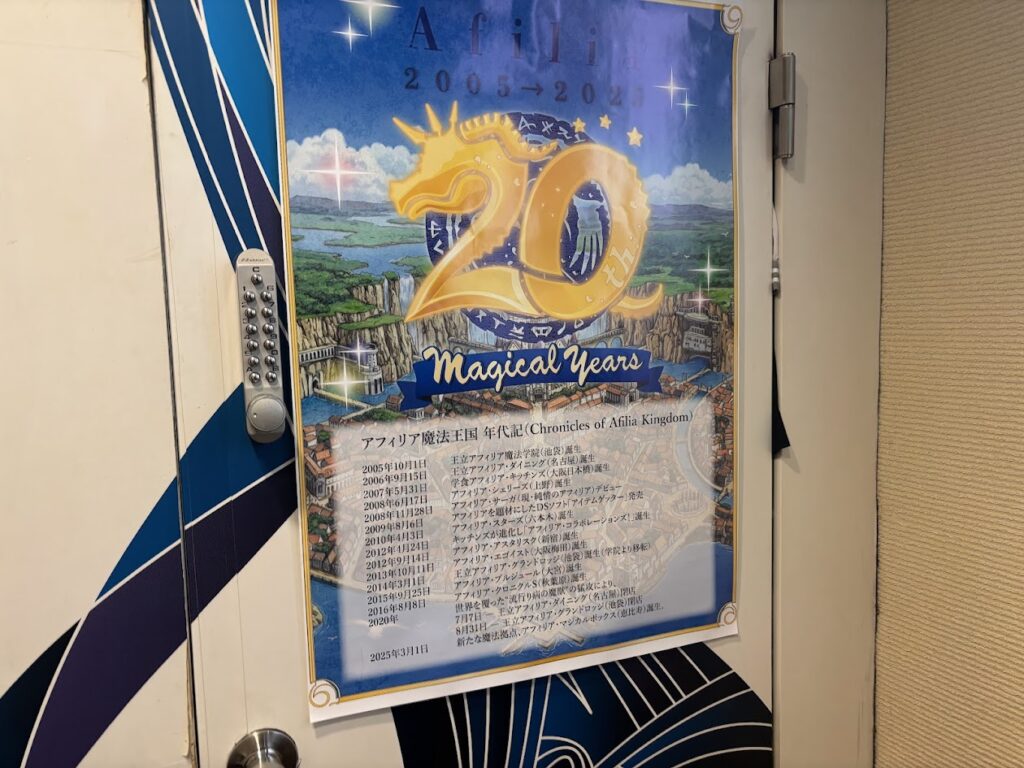 Afilia
2005→2025
20th
Magical Years
アフィリア魔法王国 年代記(Chronicles of Afilia Kingdom)
2005年10月1日 王立アフィリア魔法学院(池袋)誕生
2006年9月15日 王立アフィリア・ダイニング(名古屋)誕生
2007年5月31日 学食アフィリア・キッチンズ(大阪日本橋)誕生
2008年6月17日 アフィリア・シェリーズ(上野)誕生
2008年11月28日 アフィリア・サーガ(現・純情のアフィリア)デビュー
2009年8月6日 アフィリアを題材にしたDSソフト「アイテムゲッター」発売
2010年4月3日 アフィリア・スターズ(六本木)誕生
2012年4月24日 キッチンズが進化し「アフィリア・コラボレーションズ!」誕生
2012年9月14日 アフィリア・アスタリスク(新宿)誕生
2013年10月11日 アフィリア・エゴイスト(大阪梅田)誕生
2014年3月1日 王立アフィリア・グランドロッジ(池袋)誕生(学院より移転)
2015年9月25日 アフィリア・ブルジュール(大宮)誕生
2016年8月8日 アフィリア・クロニクルS(秋葉原)誕生
2020年 世界を覆った"流行り病の魔獣"の猛攻により、
7月7日 ― 王立アフィリア・ダイニング(名古屋)閉店
8月31日 ― 王立アフィリア・グランドロッジ(池袋)閉店
2025年3月1日 新たな魔法拠点、アフィリア・マジカルボックス(恵比寿)誕生。